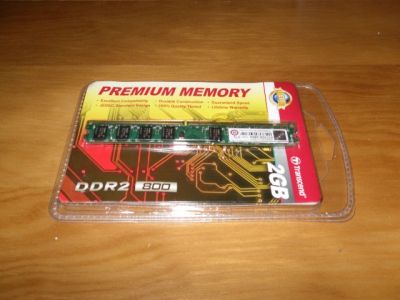 PREMIUM MEMORY
• Excellent Compatibility • Durable Construction • Guaranteed Speed
• JEDEC Standard Design • 100% Quality Tested • Lifetime Warranty
2GB
Transcend
DDR2 800